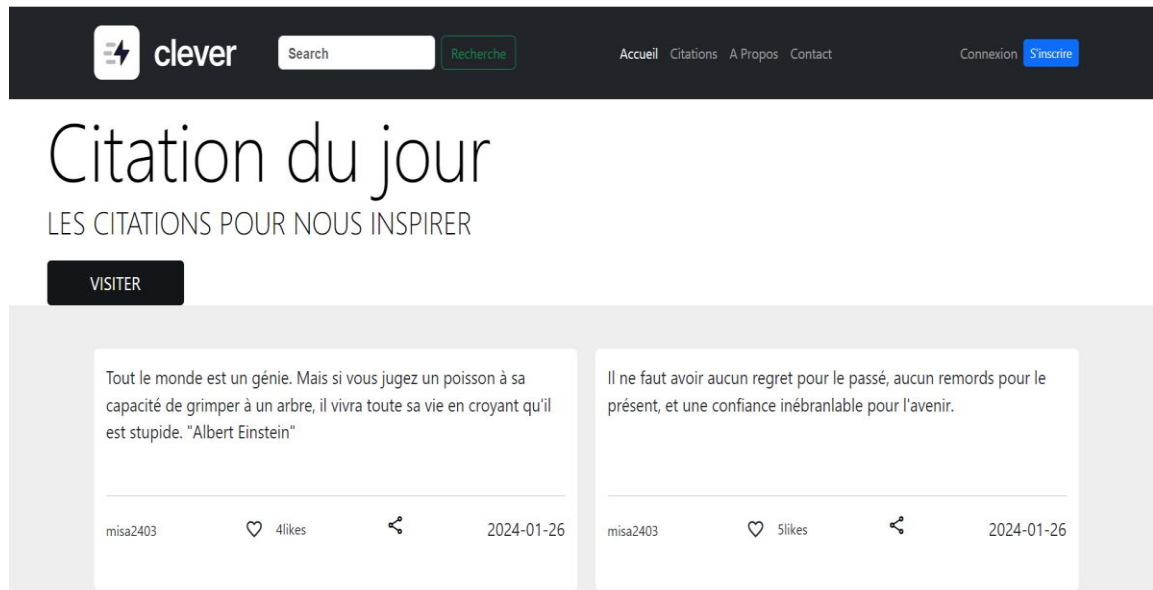 clever
Search
Recherche
Accueil Citations A Propos Contact
Connexion S'inscrire
Citation du jour
LES CITATIONS POUR NOUS INSPIRER
VISITER
Tout le monde est un génie. Mais si vous jugez un poisson à sa
capacité de grimper à un arbre, il vivra toute sa vie en croyant qu'il
est stupide. "Albert Einstein"
misa2403 4likes 2024-01-26
Il ne faut avoir aucun regret pour le passé, aucun remords pour le
présent, et une confiance inébranlable pour l'avenir.
misa2403 5likes 2024-01-26